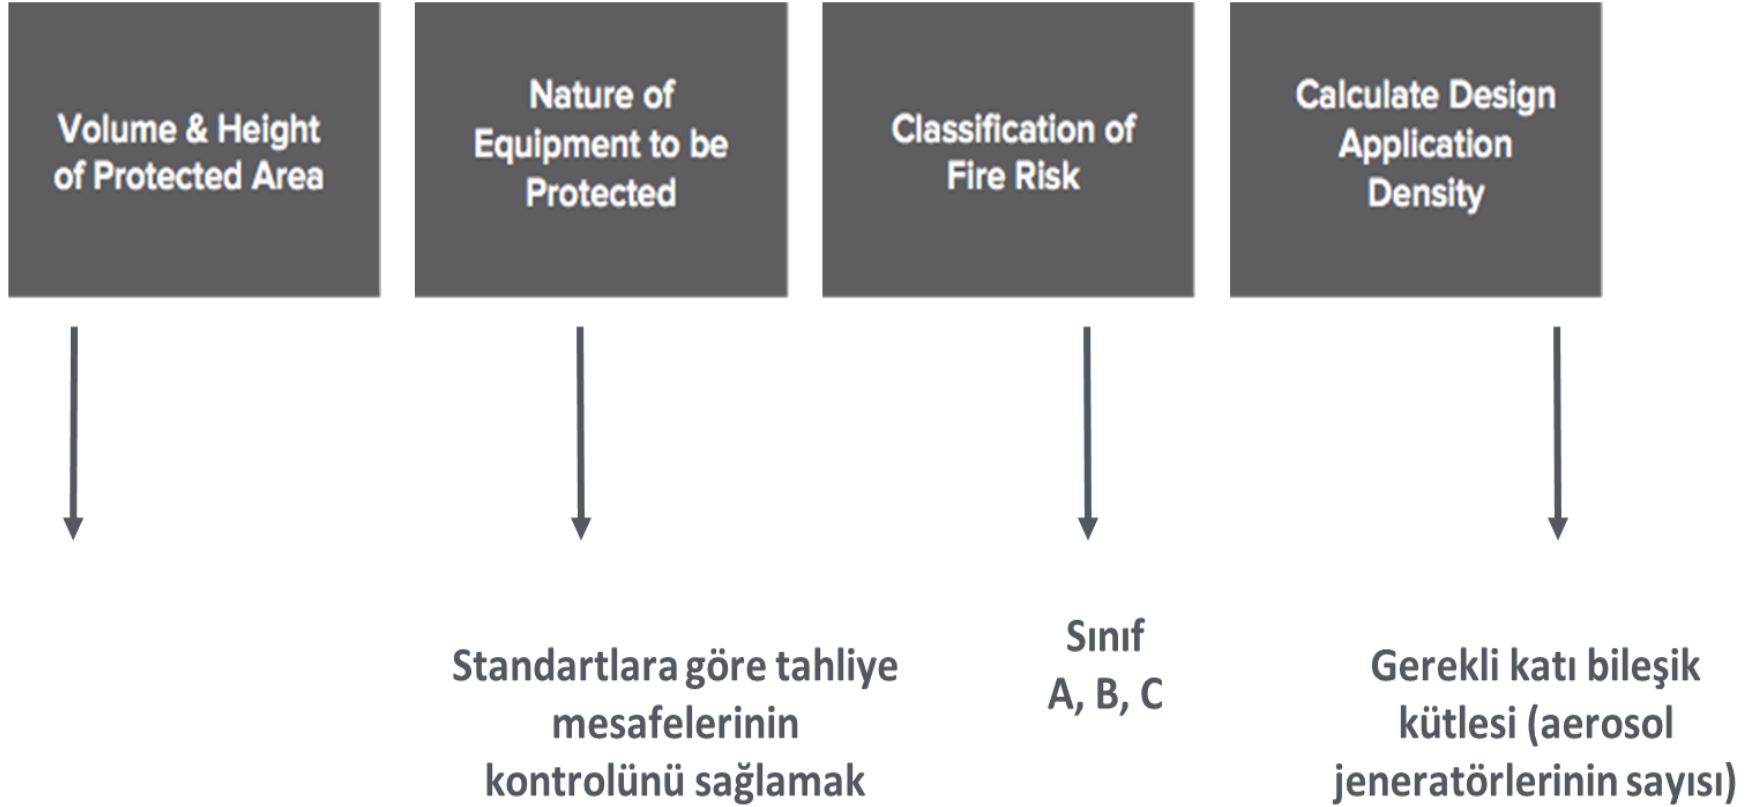 Volume & Height
of Protected Area
Nature of
Equipment to be
Protected
Classification of
Fire Risk
Calculate Design
Application
Density
Standartlara göre tahliye
mesafelerinin
kontrolünü sağlamak
Sınıf
A, B, C
Gerekli katı bileşik
kütlesi (aerosol
jeneratörlerinin sayısı)